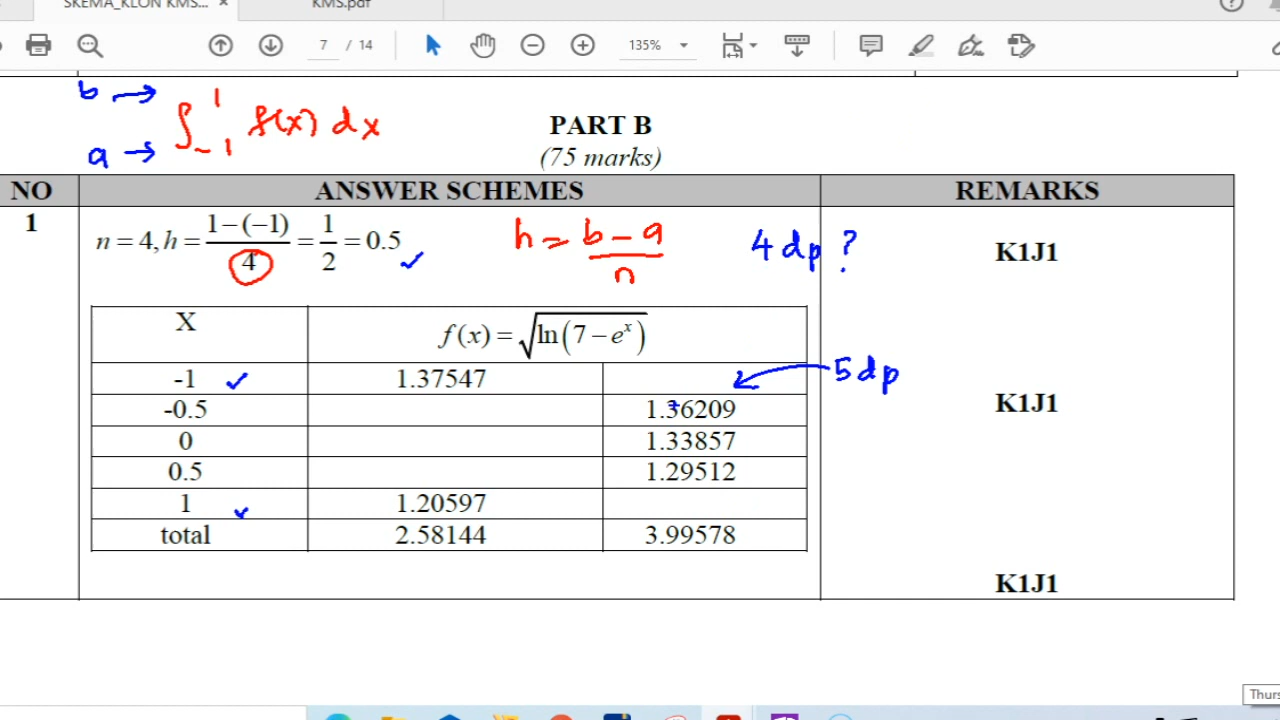 SKEMA_KLON KMS... ×
KMS.pdf
7 / 14
135%
b →
a →
∫₋₁¹ f(x) dx
PART B
(75 marks)
NO ANSWER SCHEMES REMARKS
1
n = 4, h = (1−(−1))/4 = 1/2 = 0.5 ✓
h = (b − a)/n
4 dp ?
K1J1
X f(x) = √(ln(7 − eˣ))
-1 ✓ 1.37547
5 dp
-0.5 1.36209
K1J1
0 1.33857
0.5 1.29512
1 1.20597
total 2.58144 3.99578
K1J1
Thurs